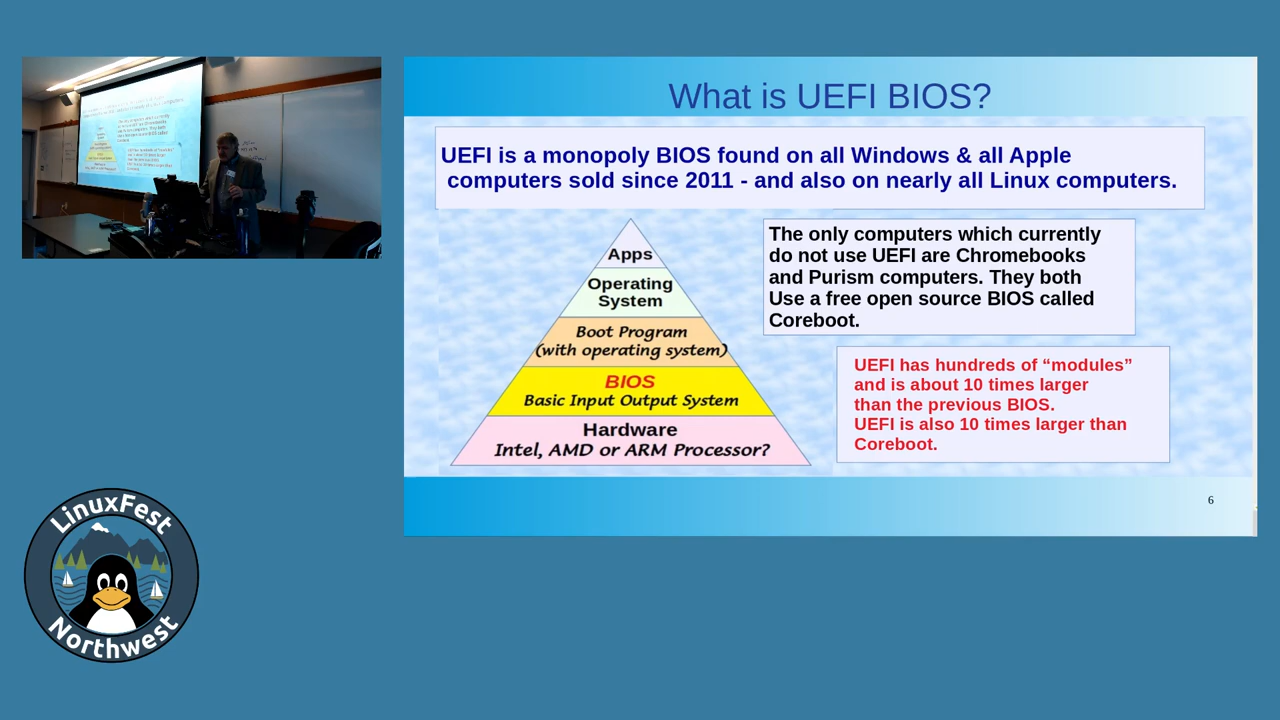 What is UEFI BIOS?
UEFI is a monopoly BIOS found on all Windows & all Apple
computers sold since 2011 - and also on nearly all Linux computers.
Apps
Operating
System
Boot Program
(with operating system)
BIOS
Basic Input Output System
Hardware
Intel, AMD or ARM Processor?
The only computers which currently
do not use UEFI are Chromebooks
and Purism computers. They both
Use a free open source BIOS called
Coreboot.
UEFI has hundreds of “modules”
and is about 10 times larger
than the previous BIOS.
UEFI is also 10 times larger than
Coreboot.
6
LinuxFest
Northwest